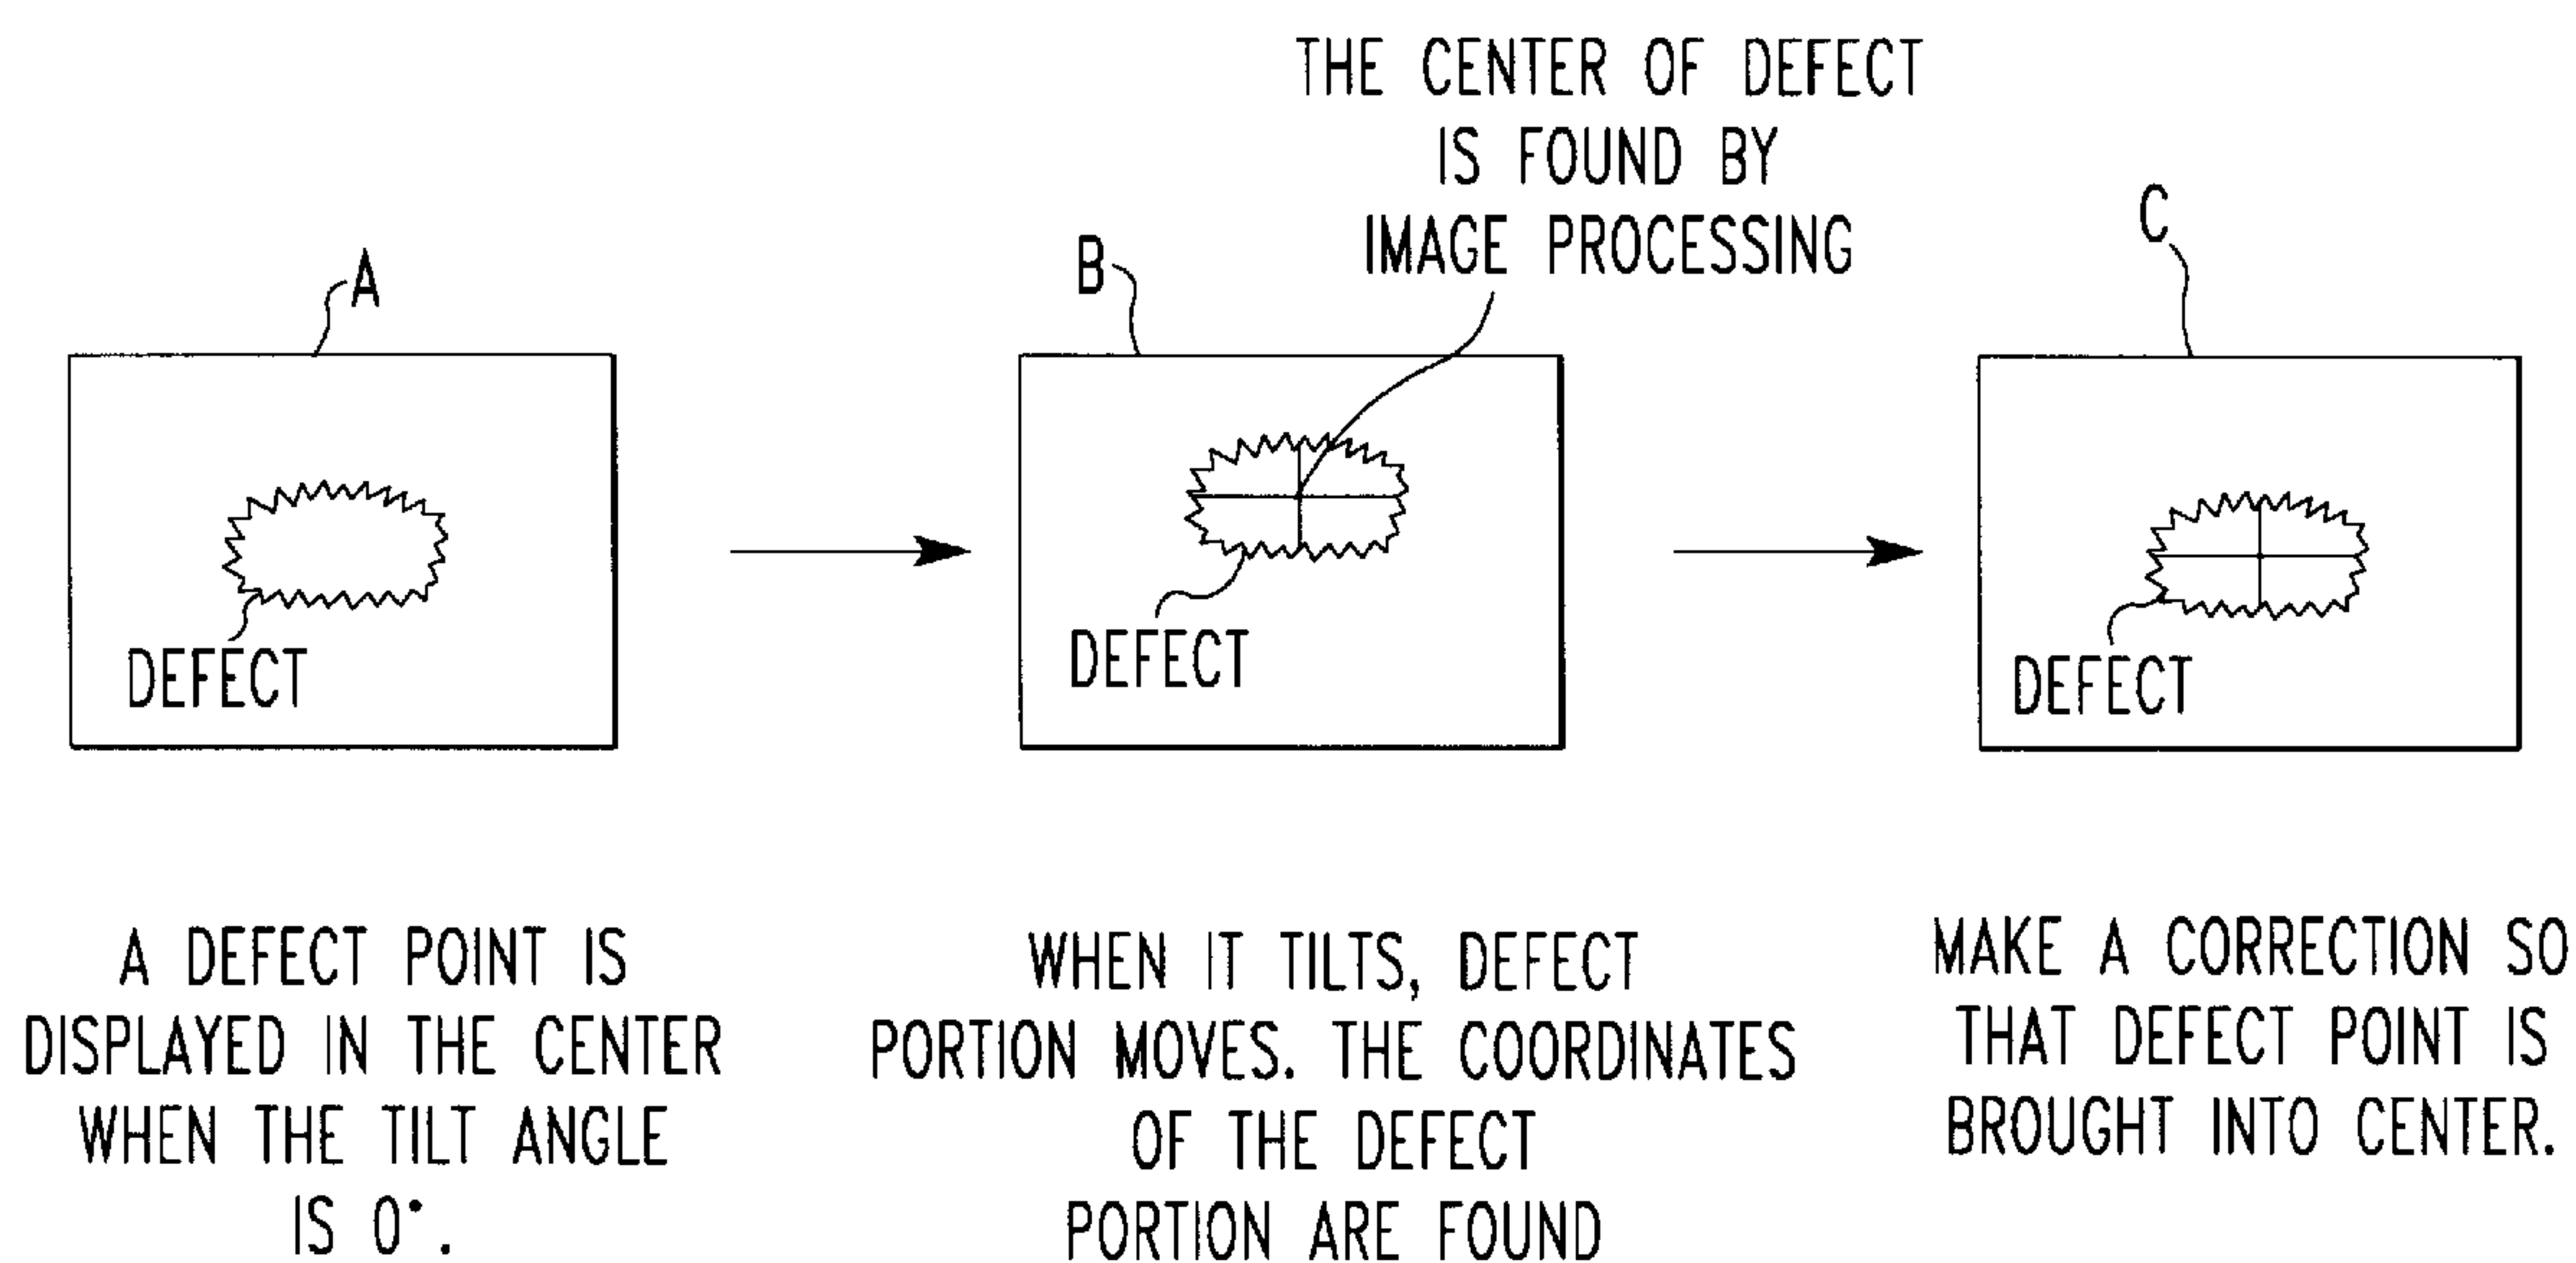 THE CENTER OF DEFECT
IS FOUND BY
IMAGE PROCESSING
A
B
C
DEFECT
DEFECT
DEFECT
A DEFECT POINT IS
DISPLAYED IN THE CENTER
WHEN THE TILT ANGLE
IS 0°.
WHEN IT TILTS, DEFECT
PORTION MOVES. THE COORDINATES
OF THE DEFECT
PORTION ARE FOUND
MAKE A CORRECTION SO
THAT DEFECT POINT IS
BROUGHT INTO CENTER.